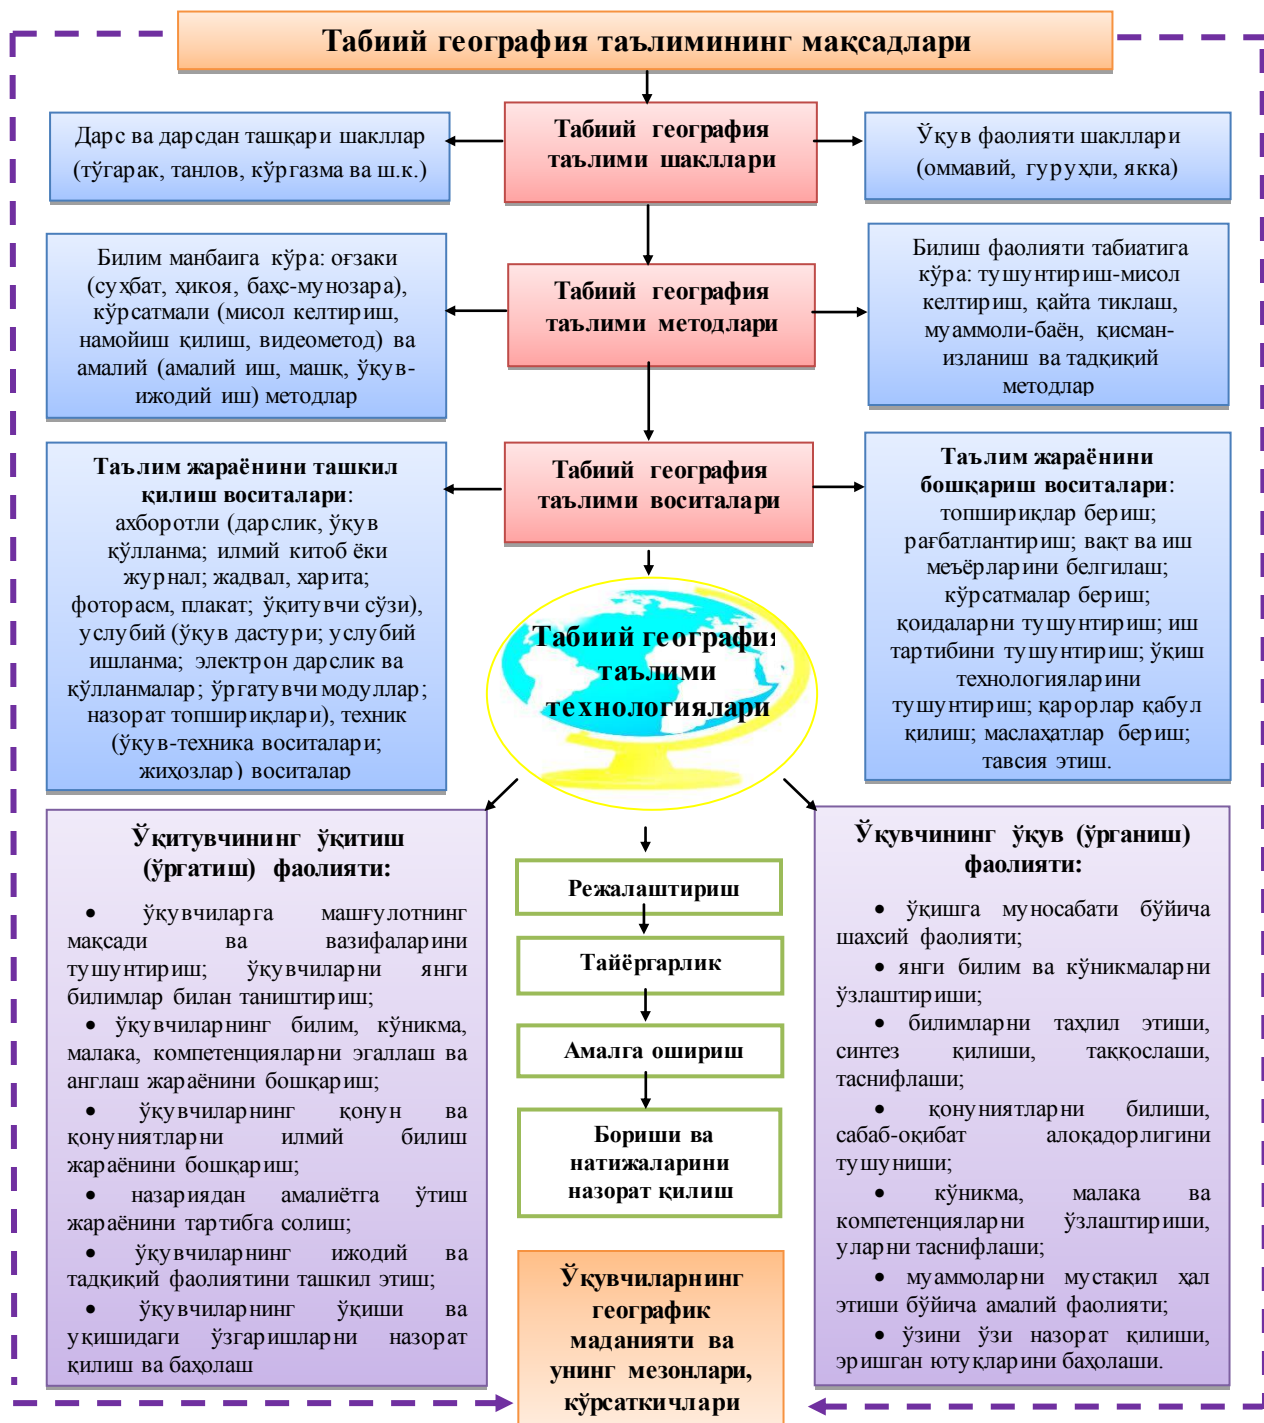 Табиий география таълимининг мақсадлари
Дарс ва дарсдан ташқари шакллар
(тўгарак, танлов, кўргазма ва ш.к.)
Табиий география
таълими шакллари
Ўқув фаолияти шакллари
(оммавий, гуруҳли, якка)
Билим манбаига кўра: оғзаки
(суҳбат, ҳикоя, баҳс-мунозара),
кўрсатмали (мисол келтириш,
намойиш қилиш, видеометод) ва
амалий (амалий иш, машқ, ўқув-
ижодий иш) методлар
Табиий география
таълими методлари
Билиш фаолияти табиатига
кўра: тушунтириш-мисол
келтириш, қайта тиклаш,
муаммоли-баён, қисман-
изланиш ва тадқиқий
методлар
Таълим жараёнини ташкил
қилиш воситалари:
ахборотли (дарслик, ўқув
қўлланма; илмий китоб ёки
журнал; жадвал, харита;
фоторасм, плакат; ўқитувчи сўзи),
услубий (ўқув дастури; услубий
ишланма; электрон дарслик ва
қўлланмалар; ўргатувчи модуллар;
назорат топшириқлари), техник
(ўқув-техника воситалари;
жиҳозлар) воситалар
Табиий география
таълими воситалари
Таълим жараёнини
бошқариш воситалари:
топшириқлар бериш;
рағбатлантириш; вақт ва иш
меъёрларини белгилаш;
кўрсатмалар бериш;
қоидаларни тушунтириш; иш
тартибини тушунтириш; ўқиш
технологияларини
тушунтириш; қарорлар қабул
қилиш; маслаҳатлар бериш;
тавсия этиш.
Табиий география
таълими
технологиялари
Ўқитувчининг ўқитиш
(ўргатиш) фаолияти:
• ўқувчиларга машғулотнинг
мақсади ва вазифаларини
тушунтириш; ўқувчиларни янги
билимлар билан таништириш;
• ўқувчиларнинг билим, кўникма,
малака, компетенцияларни эгаллаш ва
англаш жараёнини бошқариш;
• ўқувчиларнинг қонун ва
қонуниятларни илмий билиш
жараёнини бошқариш;
• назариядан амалиётга ўтиш
жараёнини тартибга солиш;
• ўқувчиларнинг ижодий ва
тадқиқий фаолиятини ташкил этиш;
• ўқувчиларнинг ўқиши ва
уқишидаги ўзгаришларни назорат
қилиш ва баҳолаш
Режалаштириш
Тайёргарлик
Амалга ошириш
Бориши ва
натижаларини
назорат қилиш
Ўқувчиларнинг
географик
маданияти ва
унинг мезонлари,
кўрсаткичлари
Ўқувчининг ўқув (ўрганиш)
фаолияти:
• ўқишга муносабати бўйича
шахсий фаолияти;
• янги билим ва кўникмаларни
ўзлаштириши;
• билимларни таҳлил этиши,
синтез қилиши, таққослаши,
таснифлаши;
• қонуниятларни билиши,
сабаб-оқибат алоқадорлигини
тушуниши;
• кўникма, малака ва
компетенцияларни ўзлаштириши,
уларни таснифлаши;
• муаммоларни мустақил ҳал
этиши бўйича амалий фаолияти;
• ўзини ўзи назорат қилиши,
эришган ютуқларини баҳолаши.